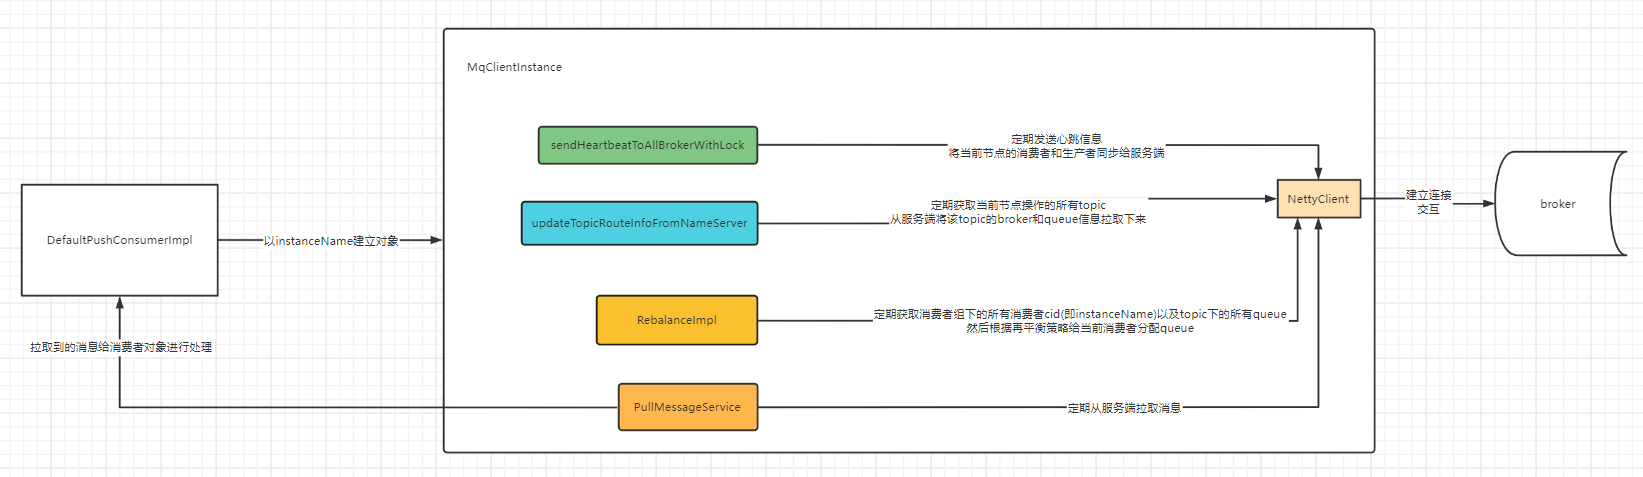 MqClientInstance
sendHeartbeatToAllBrokerWithLock
定期发送心跳信息
将当前节点的消费者和生产者同步给服务端
DefaultPushConsumerImpl
以instanceName建立对象
updateTopicRouteInfoFromNameServer
定期获取当前节点操作的所有topic
从服务端将该topic的broker和queue信息拉取下来
NettyClient
建立连接
交互
broker
RebalanceImpl
定期获取消费者组下的所有消费者cid(即instanceName)以及topic下的所有queue
然后根据再平衡策略给当前消费者分配queue
拉取到的消息给消费者对象进行处理
PullMessageService
定期从服务端拉取消息